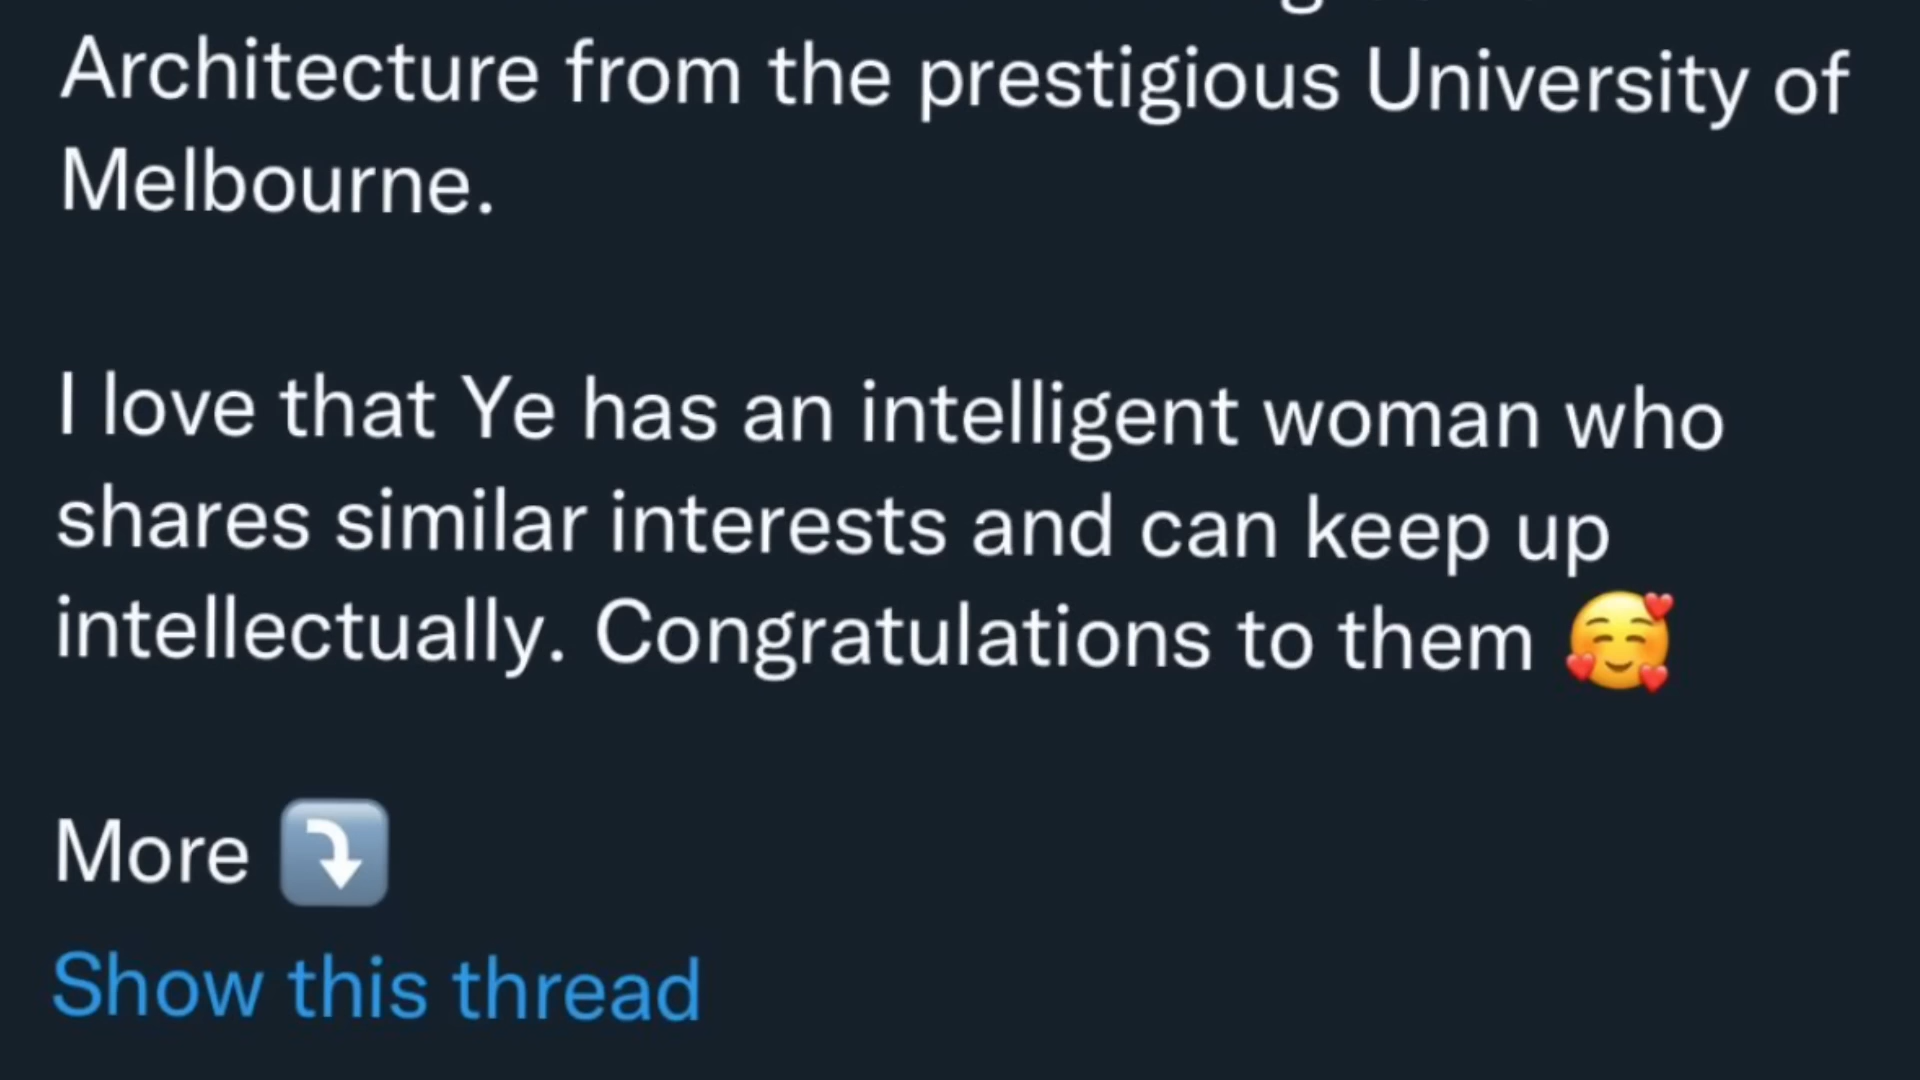 Architecture from the prestigious University of
Melbourne.
I love that Ye has an intelligent woman who
shares similar interests and can keep up
intellectually. Congratulations to them 🥰
More ⤵️
Show this thread